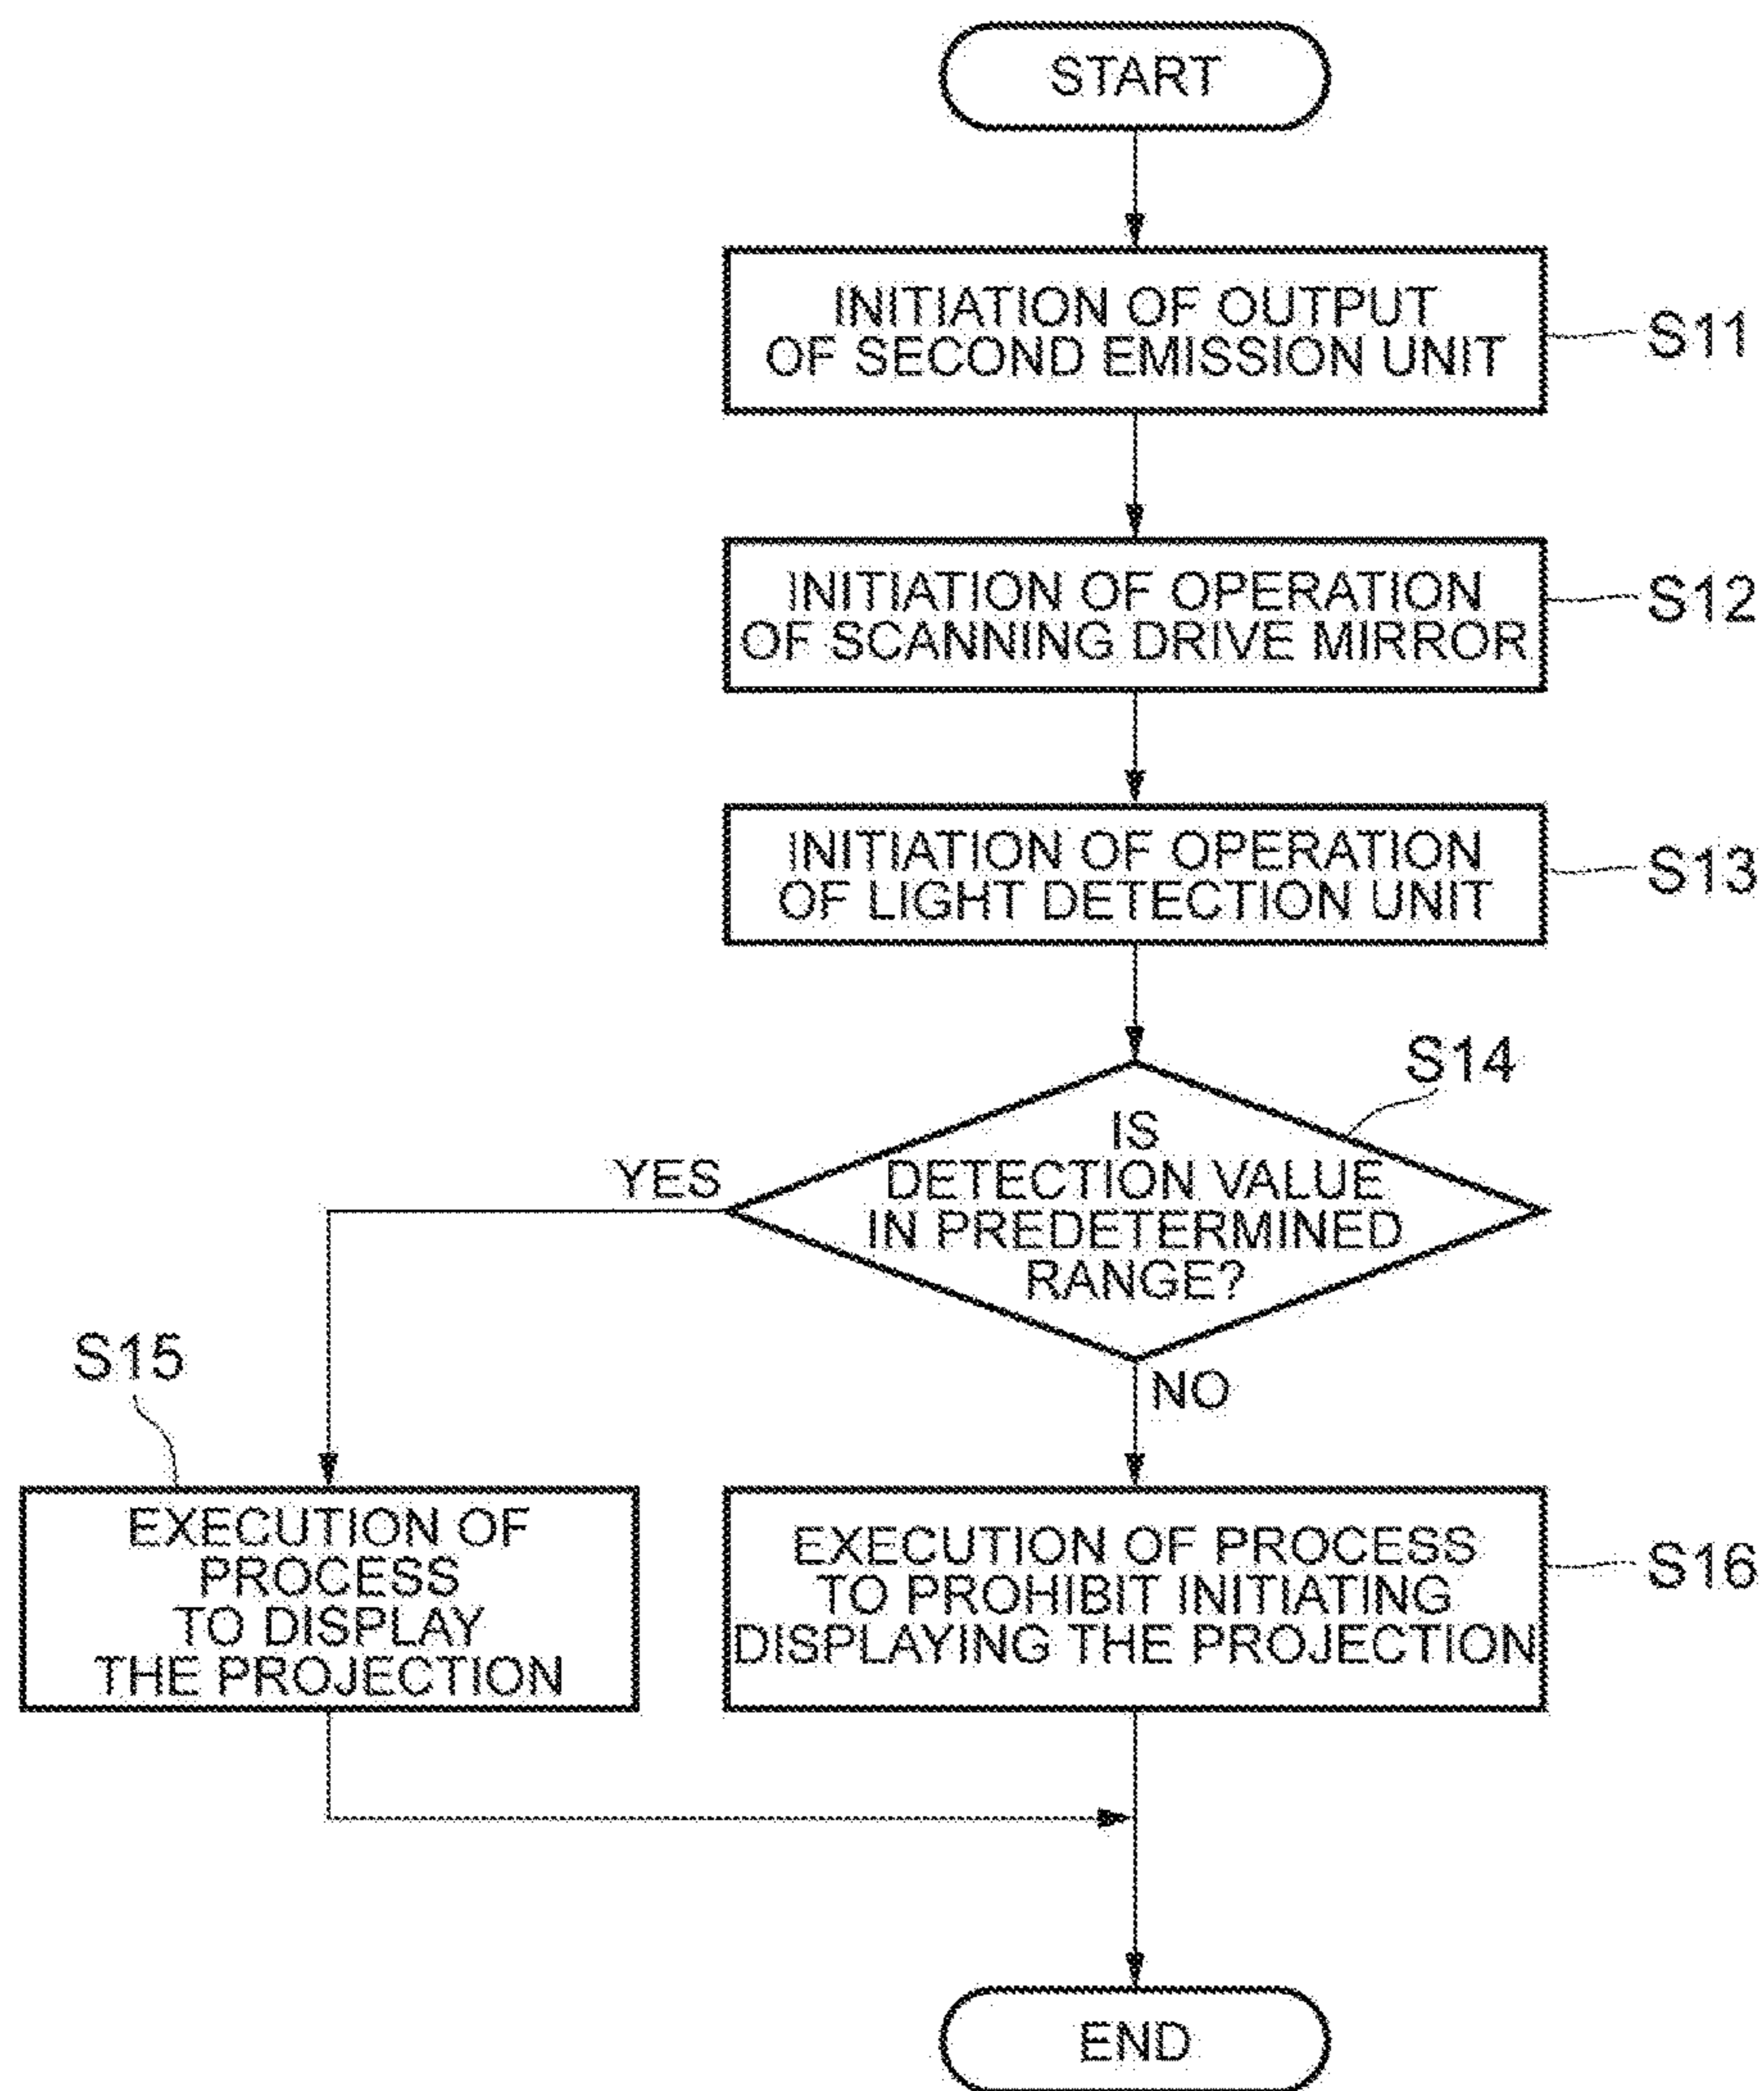 START
INITIATION OF OUTPUT
OF SECOND EMISSION UNIT
S11
INITIATION OF OPERATION
OF SCANNING DRIVE MIRROR
S12
INITIATION OF OPERATION
OF LIGHT DETECTION UNIT
S13
S14
IS
DETECTION VALUE
IN PREDETERMINED
RANGE?
YES
NO
S15
EXECUTION OF
PROCESS
TO DISPLAY
THE PROJECTION
EXECUTION OF PROCESS
TO PROHIBIT INITIATING
DISPLAYING THE PROJECTION
S16
END